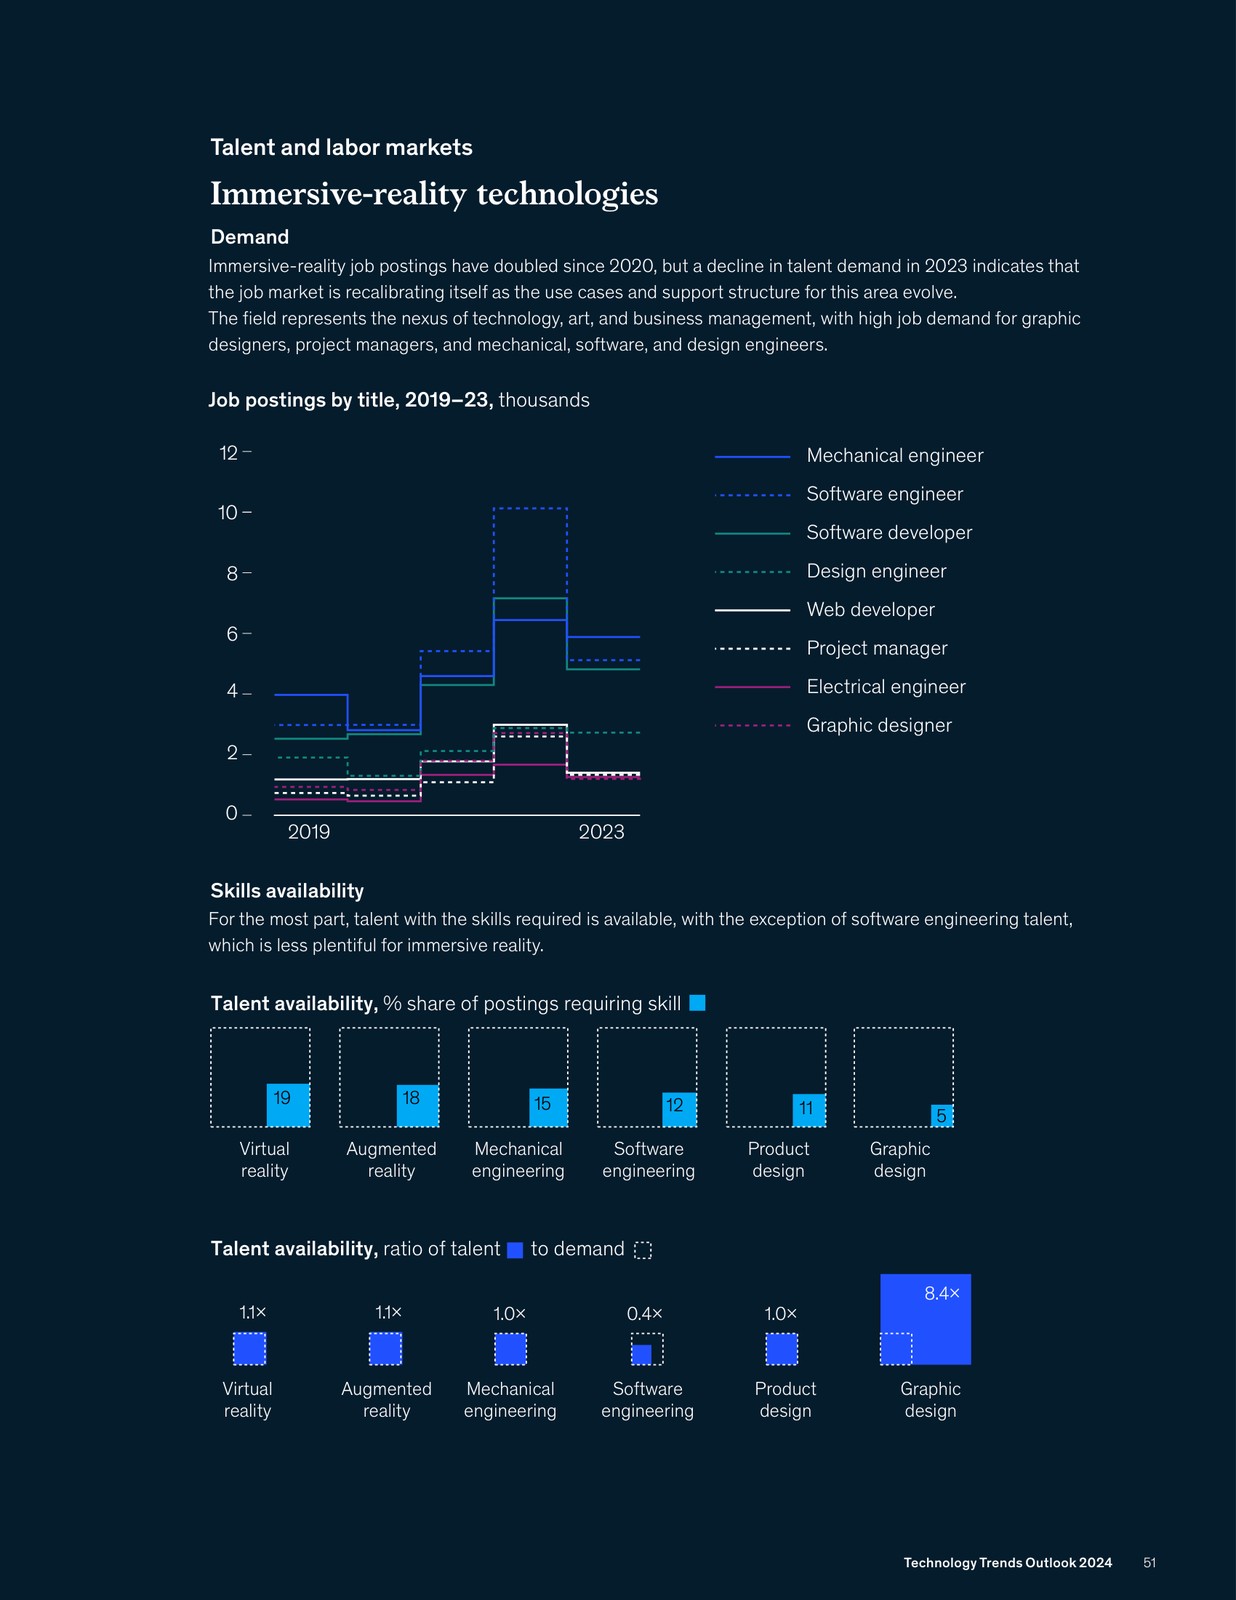 Talent and labor markets
Immersive-reality technologies
Demand
Immersive-reality job postings have doubled since 2020, but a decline in talent demand in 2023 indicates that
the job market is recalibrating itself as the use cases and support structure for this area evolve.
The field represents the nexus of technology, art, and business management, with high job demand for graphic
designers, project managers, and mechanical, software, and design engineers.
Job postings by title, 2019–23, thousands
12
10
8
6
4
2
0
2019
2023
Mechanical engineer
Software engineer
Software developer
Design engineer
Web developer
Project manager
Electrical engineer
Graphic designer
Skills availability
For the most part, talent with the skills required is available, with the exception of software engineering talent,
which is less plentiful for immersive reality.
Talent availability, % share of postings requiring skill
19
18
15
12
11
5
Virtual
reality
Augmented
reality
Mechanical
engineering
Software
engineering
Product
design
Graphic
design
Talent availability, ratio of talent to demand
1.1×
1.1×
1.0×
0.4×
1.0×
8.4×
Virtual
reality
Augmented
reality
Mechanical
engineering
Software
engineering
Product
design
Graphic
design
Technology Trends Outlook 2024 51